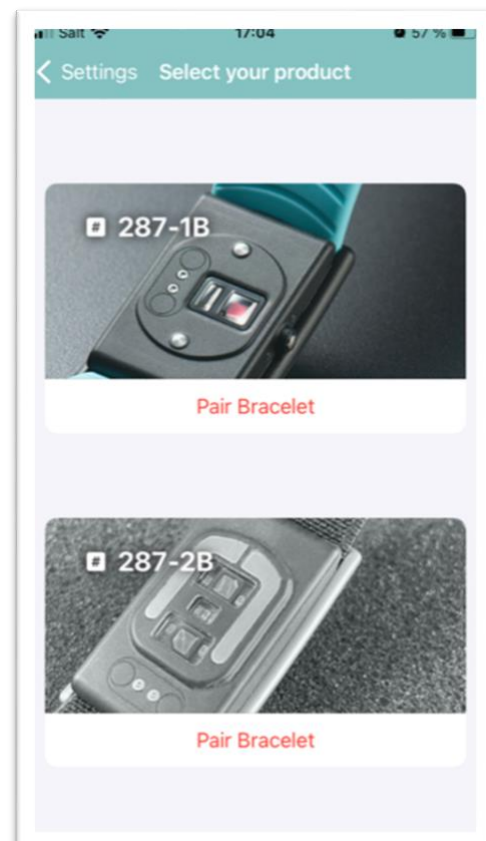 Salt 17:04 57 %
Settings Select your product
# 287-1B
Pair Bracelet
# 287-2B
Pair Bracelet